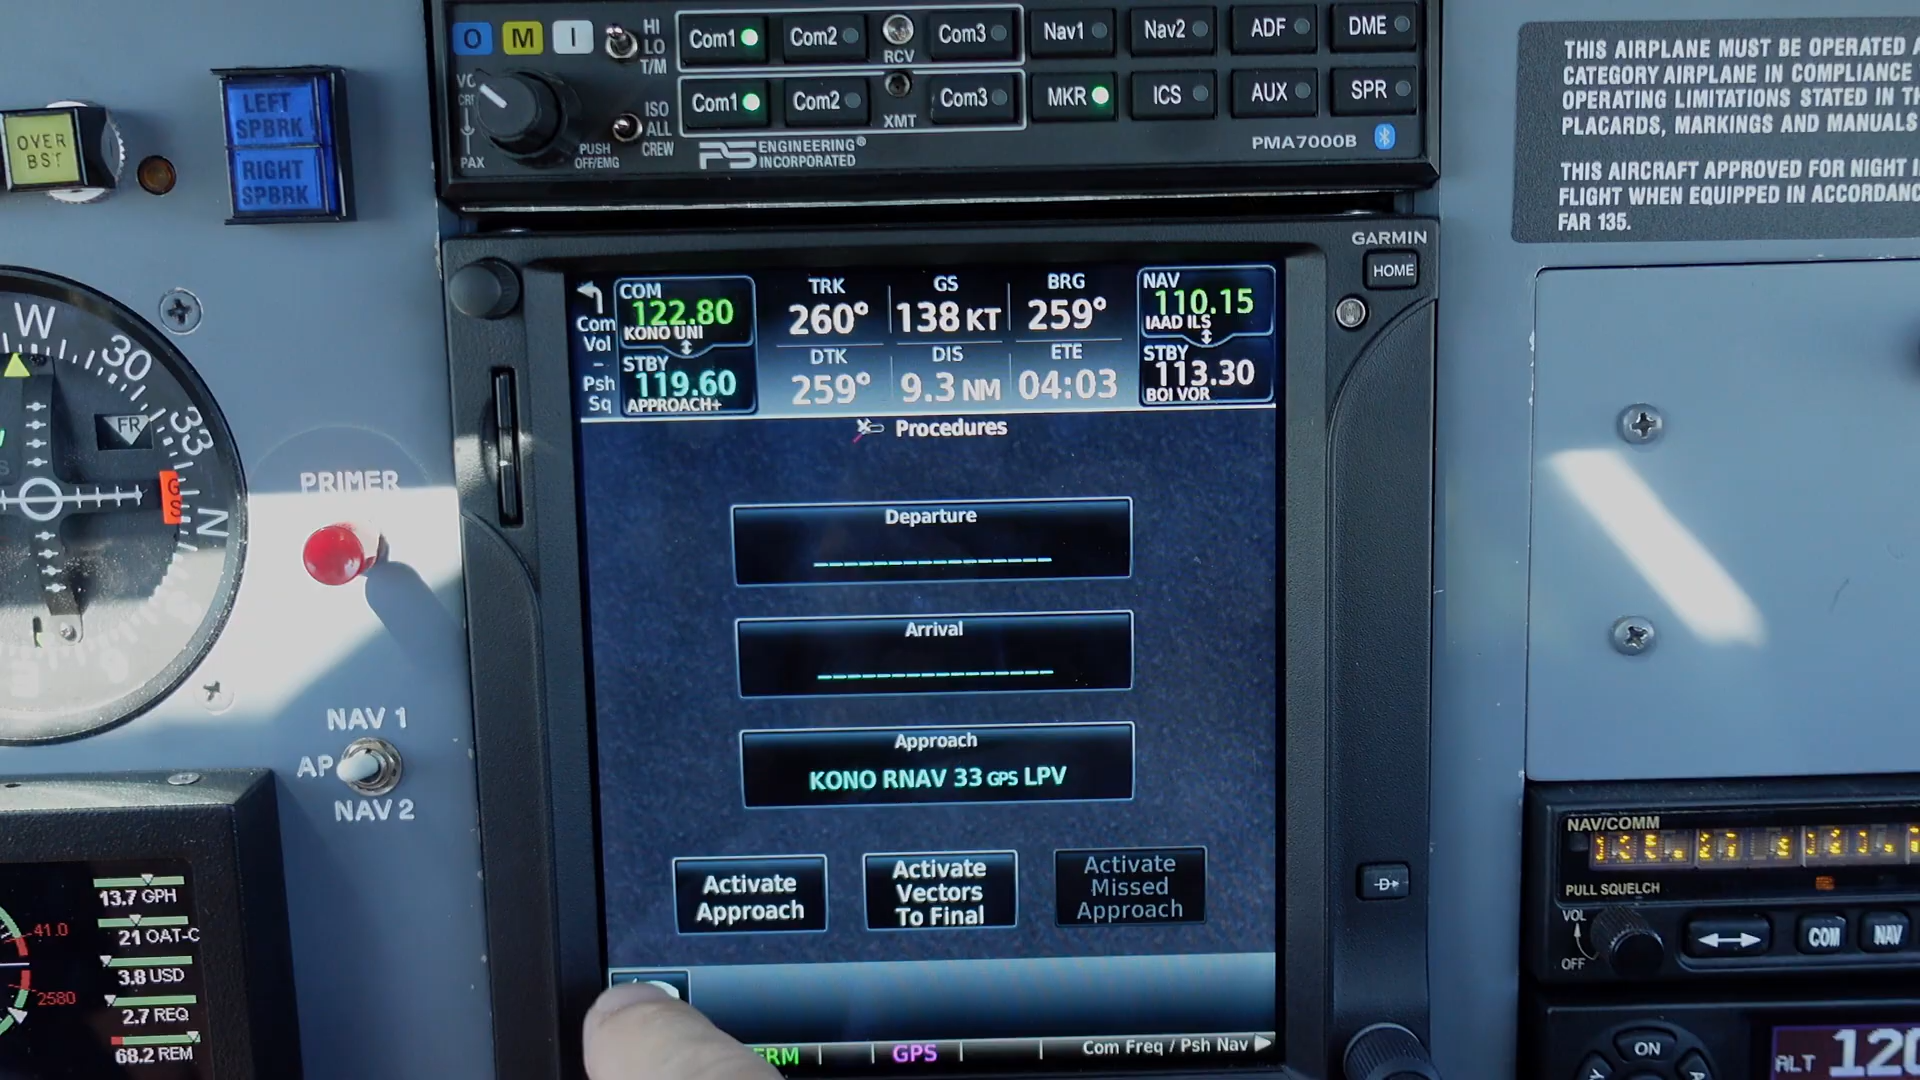 O M I
HI
LO
T/M
Com1 Com2 RCV Com3
Nav1 Nav2 ADF DME
ISO
ALL
CREW
Com1 Com2 XMT Com3
MKR ICS AUX SPR
PAX
PUSH
OFF/EMG
PS ENGINEERING®
INCORPORATED
PMA7000B
THIS AIRPLANE MUST BE OPERATED
CATEGORY AIRPLANE IN COMPLIANCE
OPERATING LIMITATIONS STATED IN
PLACARDS, MARKINGS AND MANUALS
THIS AIRCRAFT APPROVED FOR NIGHT
FLIGHT WHEN EQUIPPED IN
FAR 135.
OVER
BST
LEFT
SPBRK
RIGHT
SPBRK
W
30
33
N
FR
GS
PRIMER
NAV 1
AP
NAV 2
GARMIN
HOME
Com
Vol
-
Psh
Sq
COM
122.80
KONO UNI
STBY
119.60
APPROACH+
TRK GS BRG
260° 138 KT 259°
DTK DIS ETE
259° 9.3 NM 04:03
NAV
110.15
IAAD ILS
STBY
113.30
BOI VOR
Procedures
Departure
_______________
Arrival
_______________
Approach
KONO RNAV 33 GPS LPV
Activate
Approach
Activate
Vectors
To Final
Activate
Missed
Approach
GPS
Com Freq / Psh Nav
13.7 GPH
21 OAT-C
3.8 USD
2.7 REQ
68.2 REM
41.0
2580
NAV/COMM
PULL SQUELCH
VOL
OFF
COM
NAV
ON
ALT 120